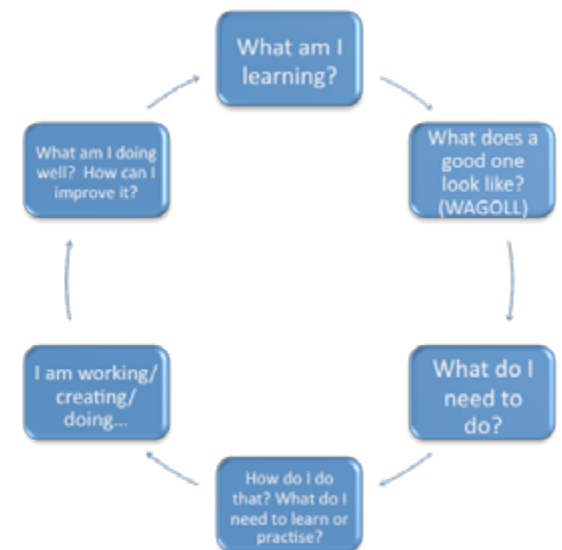 What am I
learning?
What does a
good one
look like?
(WAGOLL)
What do I
need to
do?
How do I do
that? What do I
need to learn or
practise?
I am working/
creating/
doing...
What am I doing
well? How can I
improve it?